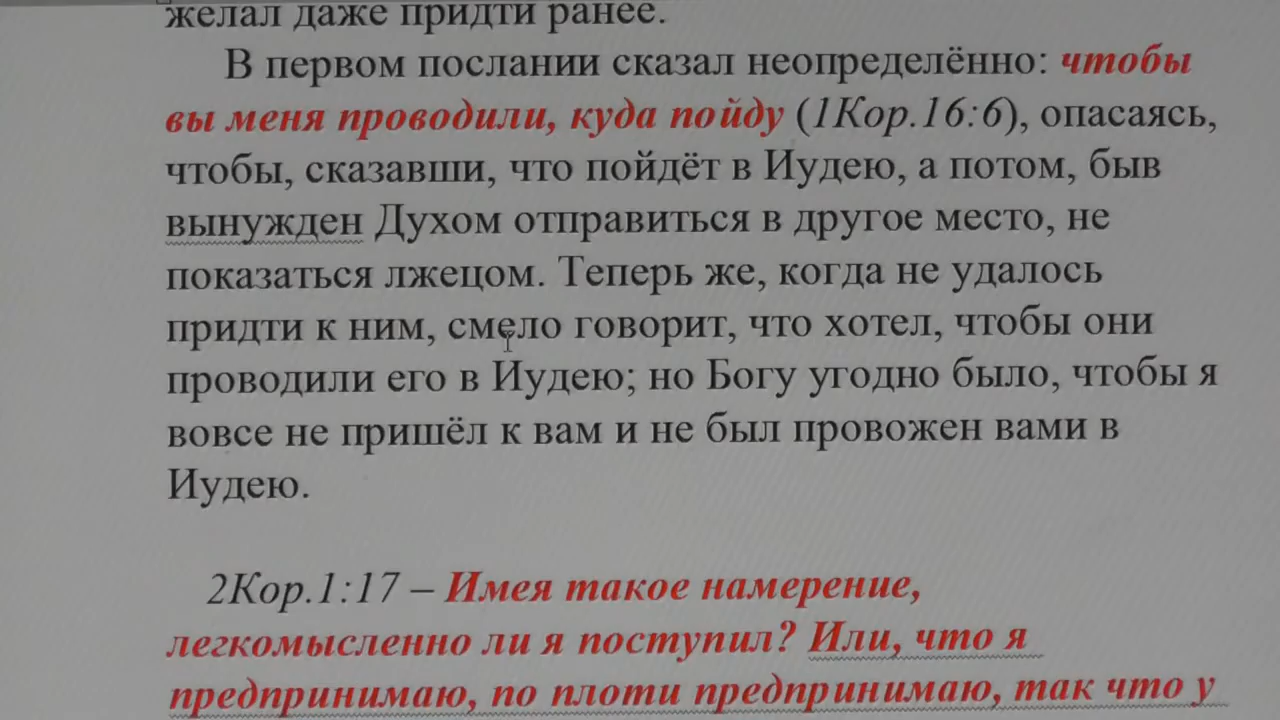 желал даже придти ранее.
В первом послании сказал неопределённо: чтобы
вы меня проводили, куда пойду (1Кор.16:6), опасаясь,
чтобы, сказавши, что пойдёт в Иудею, а потом, быв
вынужден Духом отправиться в другое место, не
показаться лжецом. Теперь же, когда не удалось
придти к ним, смело говорит, что хотел, чтобы они
проводили его в Иудею; но Богу угодно было, чтобы я
вовсе не пришёл к вам и не был провожен вами в
Иудею.
2Кор.1:17 – Имея такое намерение,
легкомысленно ли я поступил? Или, что я
предпринимаю, по плоти предпринимаю, так что у